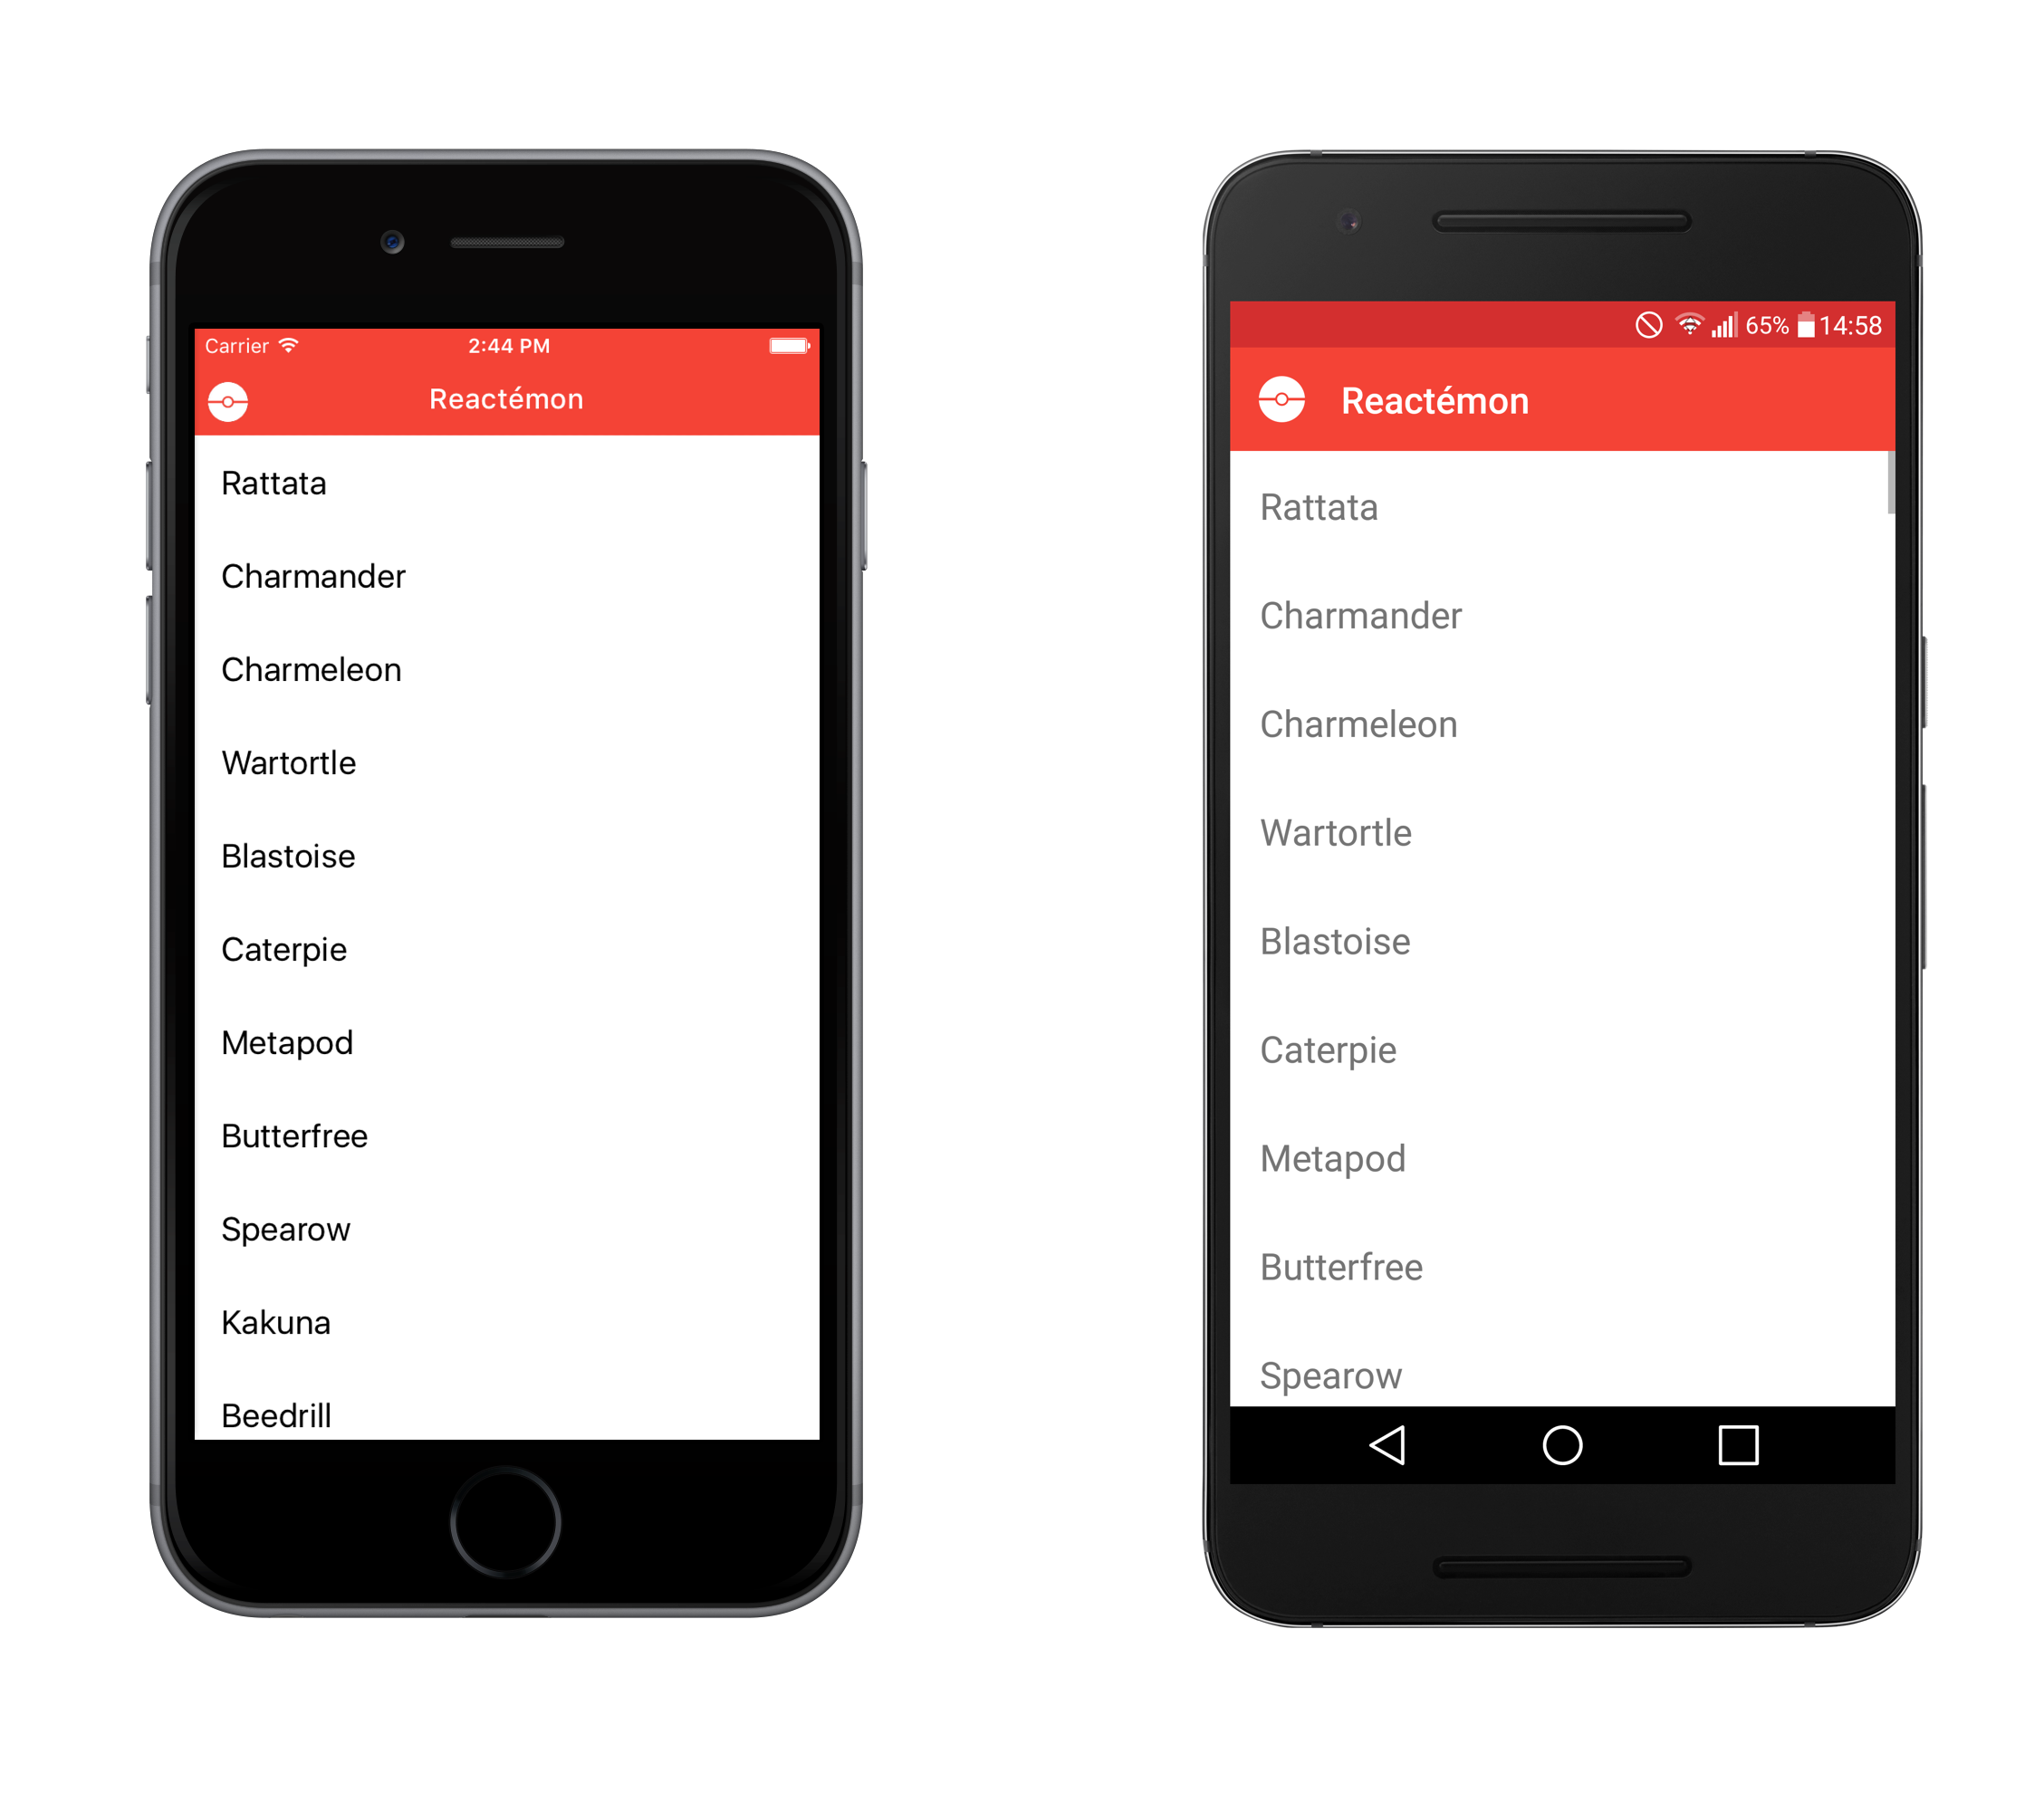 Carrier 2:44 PM
Reactémon
Rattata
Charmander
Charmeleon
Wartortle
Blastoise
Caterpie
Metapod
Butterfree
Spearow
Kakuna
Beedrill
65% 14:58
Reactémon
Rattata
Charmander
Charmeleon
Wartortle
Blastoise
Caterpie
Metapod
Butterfree
Spearow